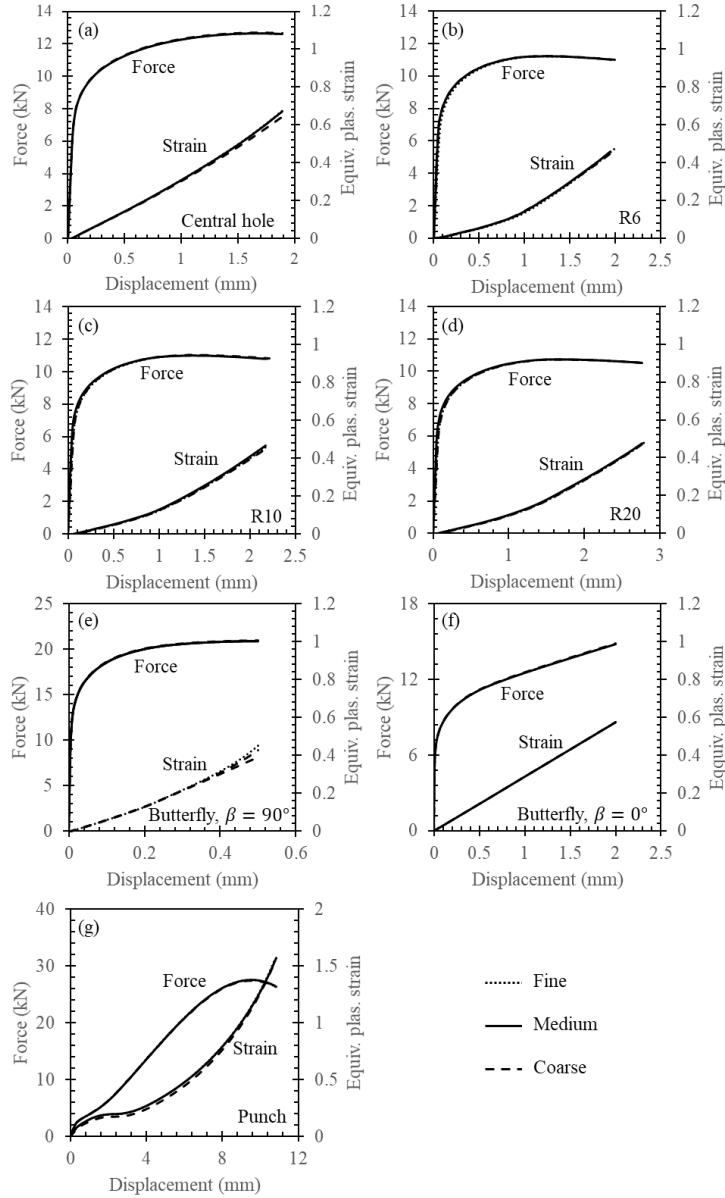 (a)
14
12
10
8
6
4
2
0
Force (kN)
1.2
1
0.8
0.6
0.4
0.2
0
Equiv. plas. strain
Force
Strain
Central hole
0 0.5 1 1.5 2
Displacement (mm)
(b)
14
12
10
8
6
4
2
0
Force (kN)
1.2
1
0.8
0.6
0.4
0.2
0
Equiv. plas. strain
Force
Strain
R6
0 0.5 1 1.5 2 2.5
Displacement (mm)
(c)
14
12
10
8
6
4
2
0
Force (kN)
1.2
1
0.8
0.6
0.4
0.2
0
Equiv. plas. strain
Force
Strain
R10
0 0.5 1 1.5 2 2.5
Displacement (mm)
(d)
14
12
10
8
6
4
2
0
Force (kN)
1.2
1
0.8
0.6
0.4
0.2
0
Equiv. plas. strain
Force
Strain
R20
0 1 2 3
Displacement (mm)
(e)
25
20
15
10
5
0
Force (kN)
1.2
1
0.8
0.6
0.4
0.2
0
Equiv. plas. strain
Force
Strain
Butterfly, β = 90°
0 0.2 0.4 0.6
Displacement (mm)
(f)
18
12
6
0
Force (kN)
1.2
1
0.8
0.6
0.4
0.2
0
Equiv. plas. strain
Force
Strain
Butterfly, β = 0°
0 0.5 1 1.5 2 2.5
Displacement (mm)
(g)
40
30
20
10
0
Force (kN)
2
1.5
1
0.5
0
Equiv. plas. strain
Force
Strain
Punch
0 4 8 12
Displacement (mm)
Fine
Medium
Coarse